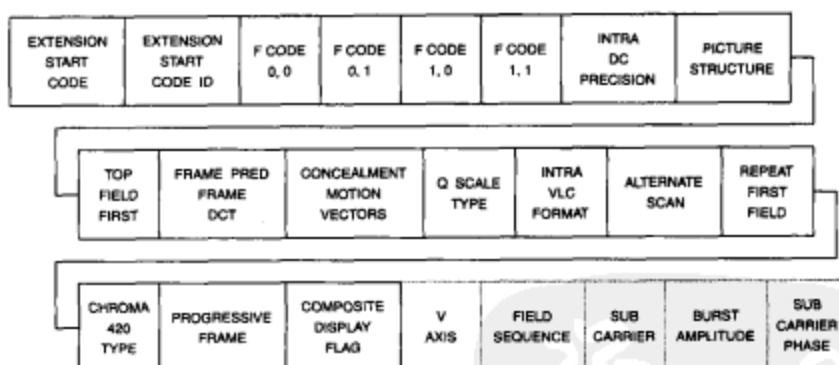 EXTENSION
START
CODE
EXTENSION
START
CODE ID
F CODE
0, 0
F CODE
0, 1
F CODE
1, 0
F CODE
1, 1
INTRA
DC
PRECISION
PICTURE
STRUCTURE
TOP
FIELD
FIRST
FRAME PRED
FRAME
DCT
CONCEALMENT
MOTION
VECTORS
Q SCALE
TYPE
INTRA
VLC
FORMAT
ALTERNATE
SCAN
REPEAT
FIRST
FIELD
CHROMA
420
TYPE
PROGRESSIVE
FRAME
COMPOSITE
DISPLAY
FLAG
V
AXIS
FIELD
SEQUENCE
SUB
CARRIER
BURST
AMPLITUDE
SUB
CARRIER
PHASE